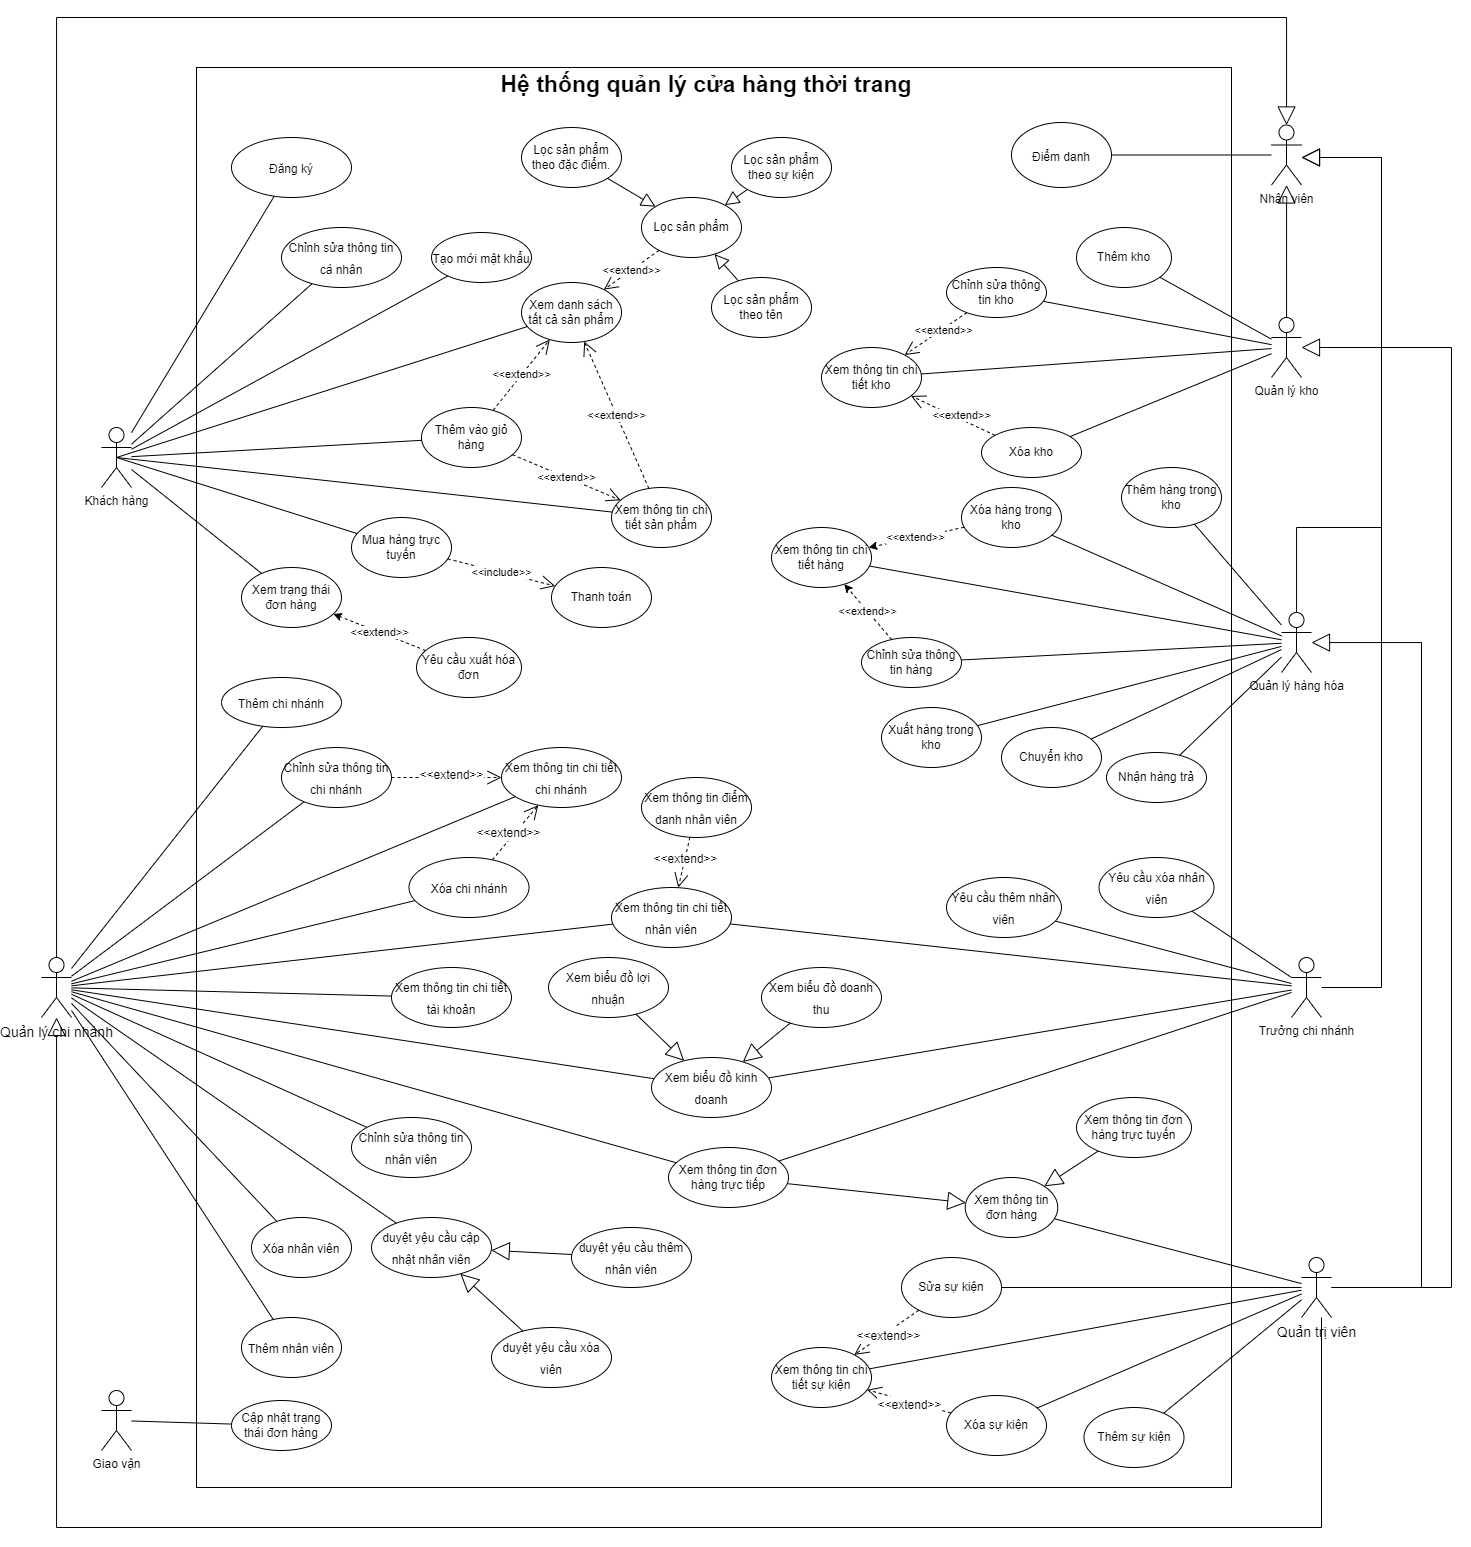 Hệ thống quản lý cửa hàng thời trang
Đăng ký
Lọc sản phẩm
theo đặc điểm.
Lọc sản phẩm
theo sự kiện
Điểm danh
Nhân viên
Lọc sản phẩm
Chỉnh sửa thông tin
cá nhân
Tạo mới mật khẩu
<<extend>>
Thêm kho
Xem danh sách
tất cả sản phẩm
Lọc sản phẩm
theo tên
Chỉnh sửa thông
tin kho
<<extend>>
Xem thông tin chi
tiết kho
Quản lý kho
<<extend>>
<<extend>>
<<extend>>
Xóa kho
Thêm vào giỏ
hàng
<<extend>>
Khách hàng
Xem thông tin chi
tiết sản phẩm
Thêm hàng trong
kho
Xóa hàng trong
kho
<<extend>>
Mua hàng trực
tuyến
Xem thông tin chi
tiết hàng
<<include>>
Thanh toán
Xem trạng thái
đơn hàng
<<extend>>
<<extend>>
Yêu cầu xuất hóa
đơn
Chỉnh sửa thông
tin hàng
Quản lý hàng hóa
Thêm chi nhánh
Xuất hàng trong
kho
Chuyển kho
Nhận hàng trả
Chỉnh sửa thông tin
chi nhánh
<<extend>>
Xem thông tin chi tiết
chi nhánh
Xem thông tin điểm
danh nhân viên
<<extend>>
<<extend>>
Xóa chi nhánh
Xem thông tin chi tiết
nhân viên
Yêu cầu thêm nhân
viên
Yêu cầu xóa nhân
viên
Xem thông tin chi tiết
tài khoản
Xem biểu đồ lợi
nhuận
Xem biểu đồ doanh
thu
Quản lý chi nhánh
Trưởng chi nhánh
Xem biểu đồ kinh
doanh
Chỉnh sửa thông tin
nhân viên
Xem thông tin đơn
hàng trực tuyến
Xem thông tin đơn
hàng trực tiếp
Xem thông tin
đơn hàng
Xóa nhân viên
duyệt yêu cầu cập
nhật nhân viên
duyệt yêu cầu thêm
nhân viên
Sửa sự kiện
Quản trị viên
<<extend>>
Thêm nhân viên
duyệt yêu cầu xóa
viên
Xem thông tin chi
tiết sự kiện
<<extend>>
Xóa sự kiện
Thêm sự kiện
Cập nhật trạng
thái đơn hàng
Giao vận